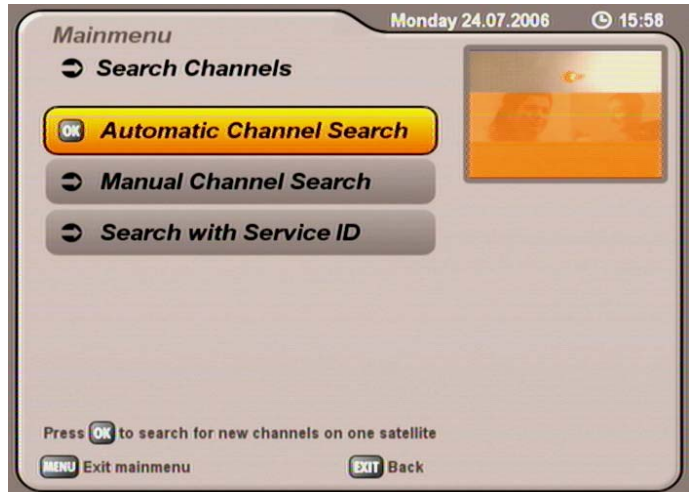 Monday 24.07.2006 15:58
Mainmenu
Search Channels
OK Automatic Channel Search
Manual Channel Search
Search with Service ID
Press OK to search for new channels on one satellite
MENU Exit mainmenu EXIT Back